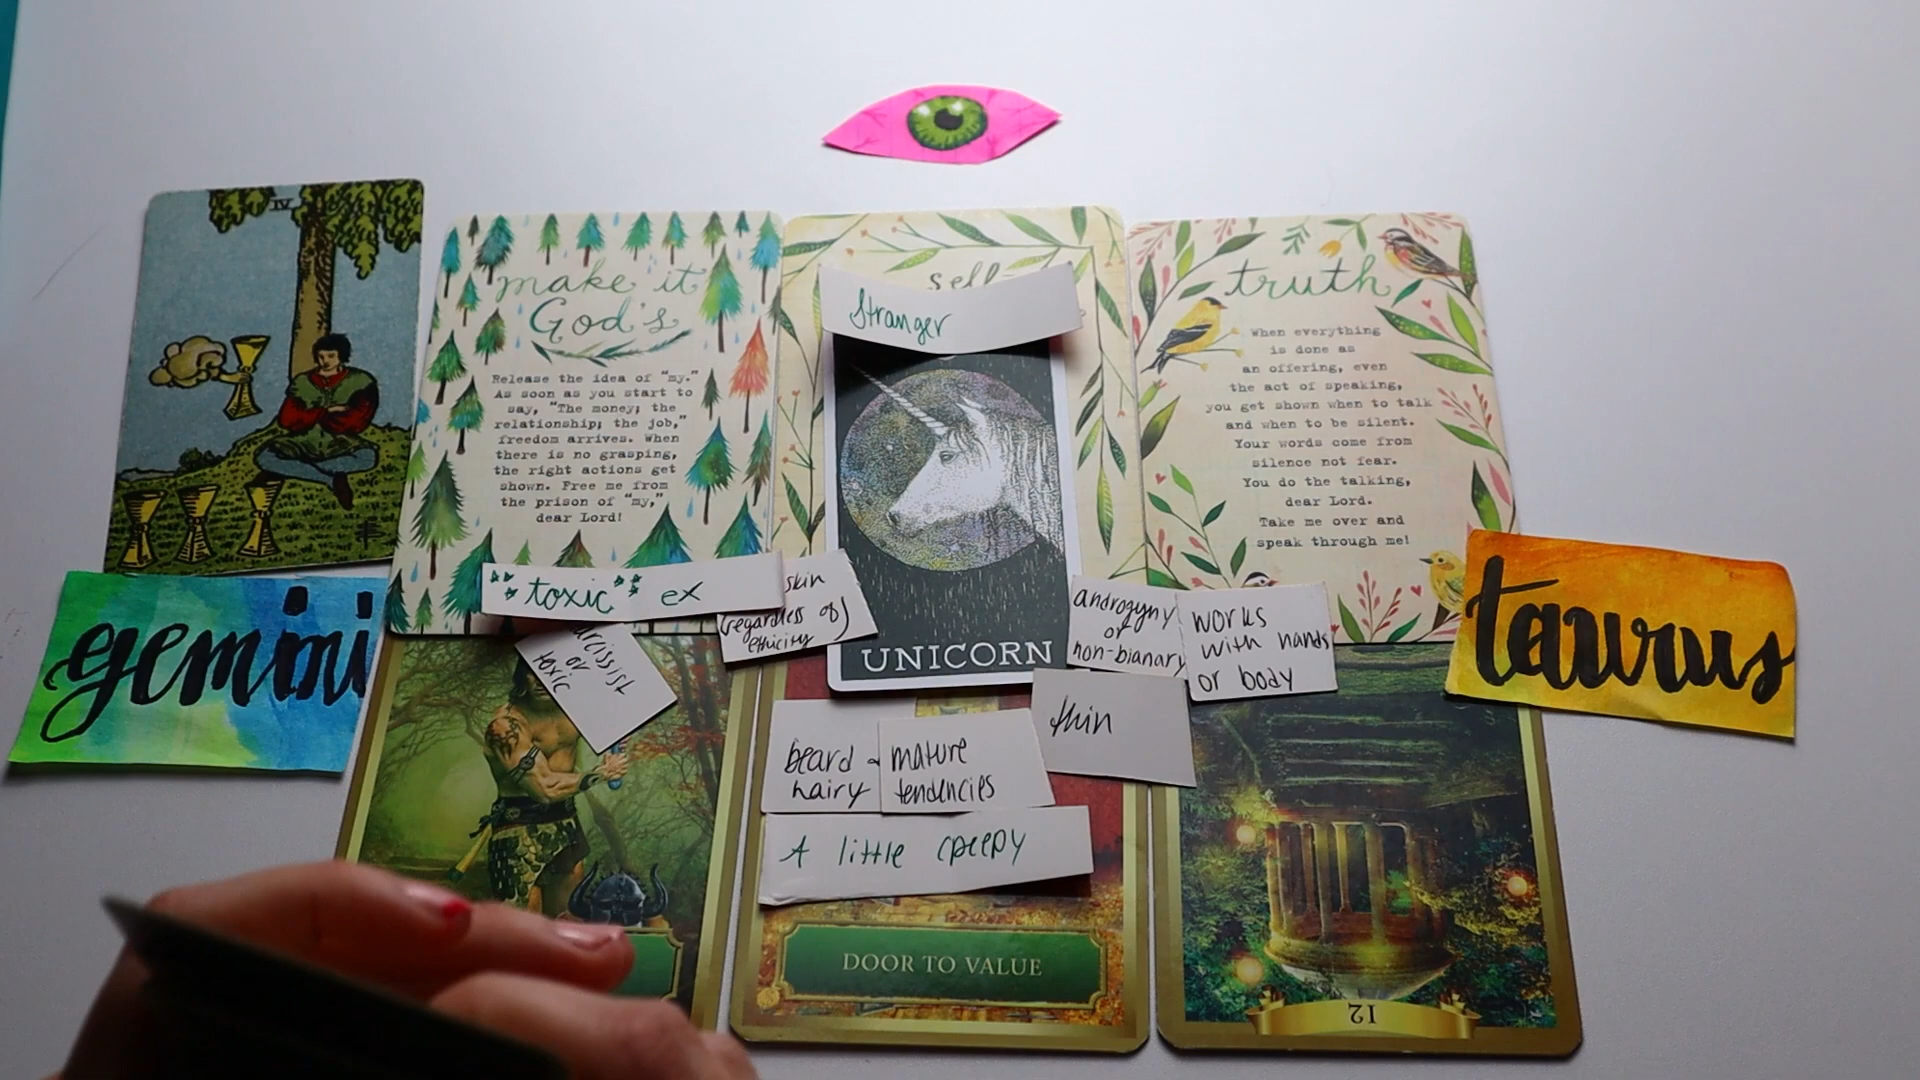 IV
make it
God's
Release the idea of "my."
As soon as you start to
say, "The money; the
relationship; the job,"
freedom arrives. When
there is no grasping,
the right actions get
shown. Free me from
the prison of "my,"
dear Lord!
self-
Stranger
UNICORN
truth
When everything
is done as
an offering, even
the act of speaking,
you get shown when to talk
and when to be silent.
Your words come from
silence not fear.
You do the talking,
dear Lord.
Take me over and
speak through me!
gemini
taurus
"toxic" ex
or
toxic
skin
(regardless of)
androgyny
or
non-bianary
works
with hands
or body
thin
beard
hairy
mature
tendencies
A little creepy
DOOR TO VALUE
12